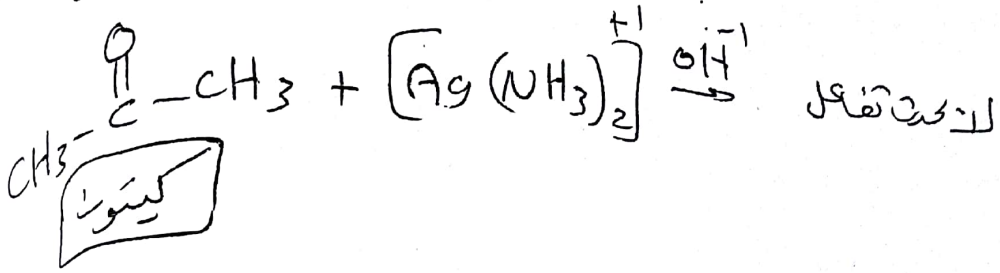 O
CH3-C-CH3 + [Ag(NH3)2]+1 OH-1 → لا يحدث تفاعل
كيتون